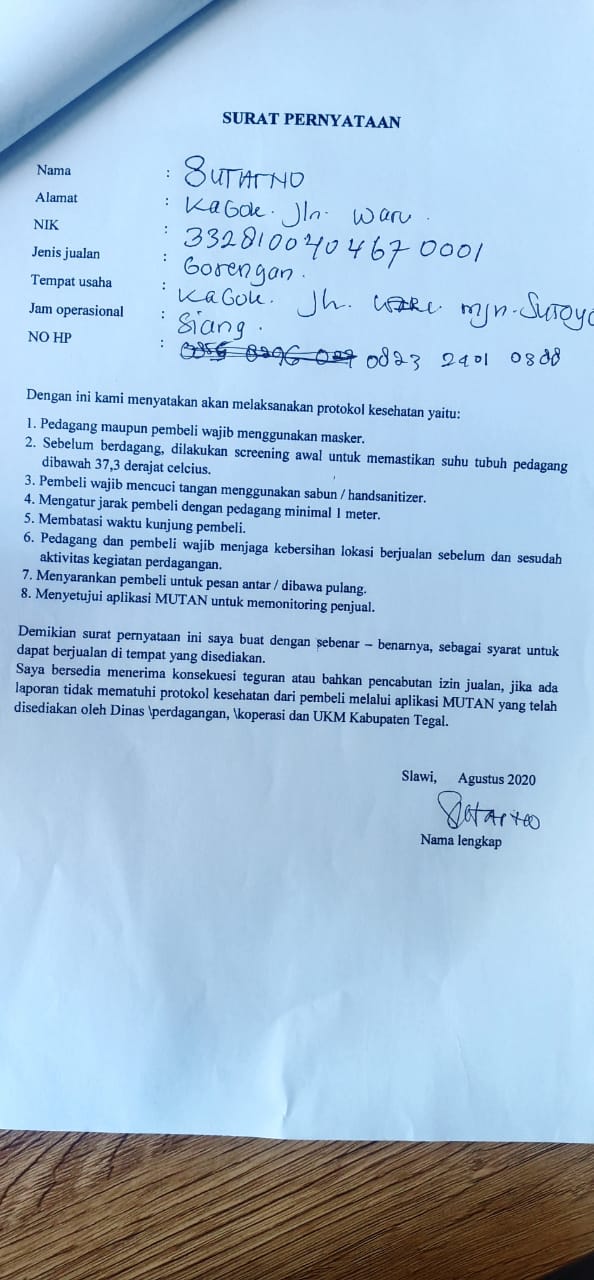 SURAT PERNYATAAN
Nama : SUTARNO
Alamat : Kagok. Jln. Waru.
NIK : 3328100404670001
Jenis jualan : Gorengan.
Tempat usaha : Kagok. Jln. mjn. Sutoyo
Jam operasional : Siang.
NO HP : 0823 2401 0388
Dengan ini kami menyatakan akan melaksanakan protokol kesehatan yaitu:
1. Pedagang maupun pembeli wajib menggunakan masker.
2. Sebelum berdagang, dilakukan screening awal untuk memastikan suhu tubuh pedagang
dibawah 37,3 derajat celcius.
3. Pembeli wajib mencuci tangan menggunakan sabun / handsanitizer.
4. Mengatur jarak pembeli dengan pedagang minimal 1 meter.
5. Membatasi waktu kunjung pembeli.
6. Pedagang dan pembeli wajib menjaga kebersihan lokasi berjualan sebelum dan sesudah
aktivitas kegiatan perdagangan.
7. Menyarankan pembeli untuk pesan antar / dibawa pulang.
8. Menyetujui aplikasi MUTAN untuk memonitoring penjual.
Demikian surat pernyataan ini saya buat dengan sebenar – benarnya, sebagai syarat untuk
dapat berjualan di tempat yang disediakan.
Saya bersedia menerima konsekuesi teguran atau bahkan pencabutan izin jualan, jika ada
laporan tidak mematuhi protokol kesehatan dari pembeli melalui aplikasi MUTAN yang telah
disediakan oleh Dinas \perdagangan, \koperasi dan UKM Kabupaten Tegal.
Slawi, Agustus 2020
Nama lengkap